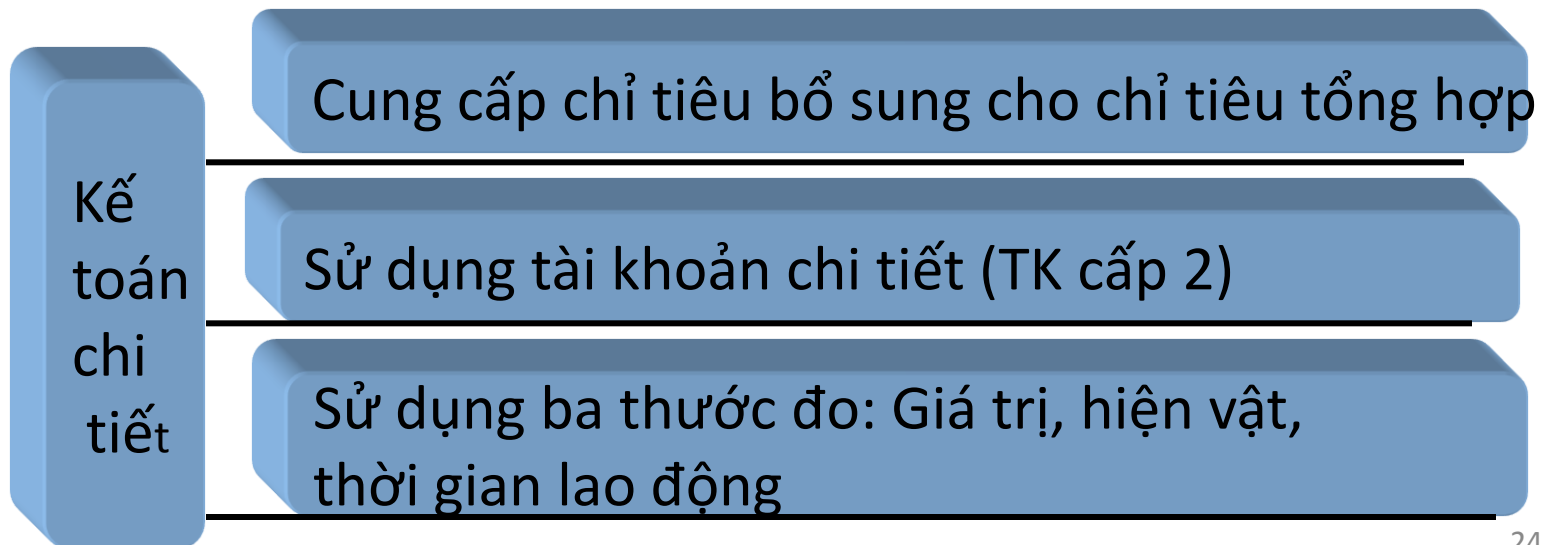 Kế
toán
chi
tiết
Cung cấp chỉ tiêu bổ sung cho chỉ tiêu tổng hợp
Sử dụng tài khoản chi tiết (TK cấp 2)
Sử dụng ba thước đo: Giá trị, hiện vật,
thời gian lao động
24